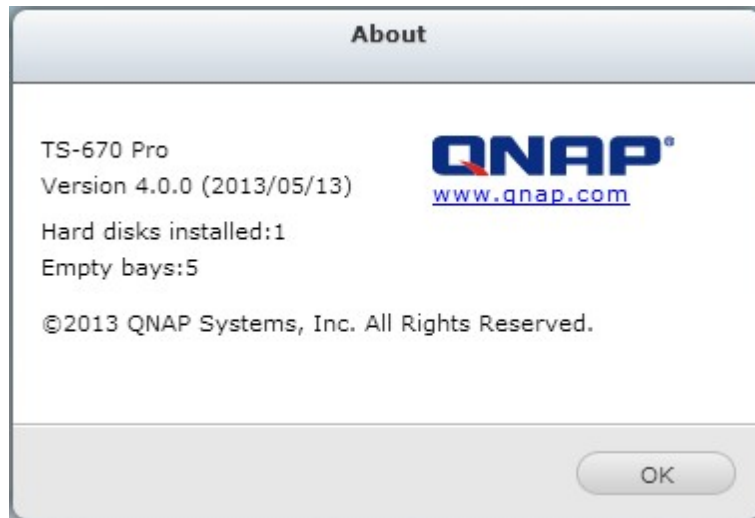 About
TS-670 Pro
Version 4.0.0 (2013/05/13)
QNAP®
www.qnap.com
Hard disks installed:1
Empty bays:5
©2013 QNAP Systems, Inc. All Rights Reserved.
OK